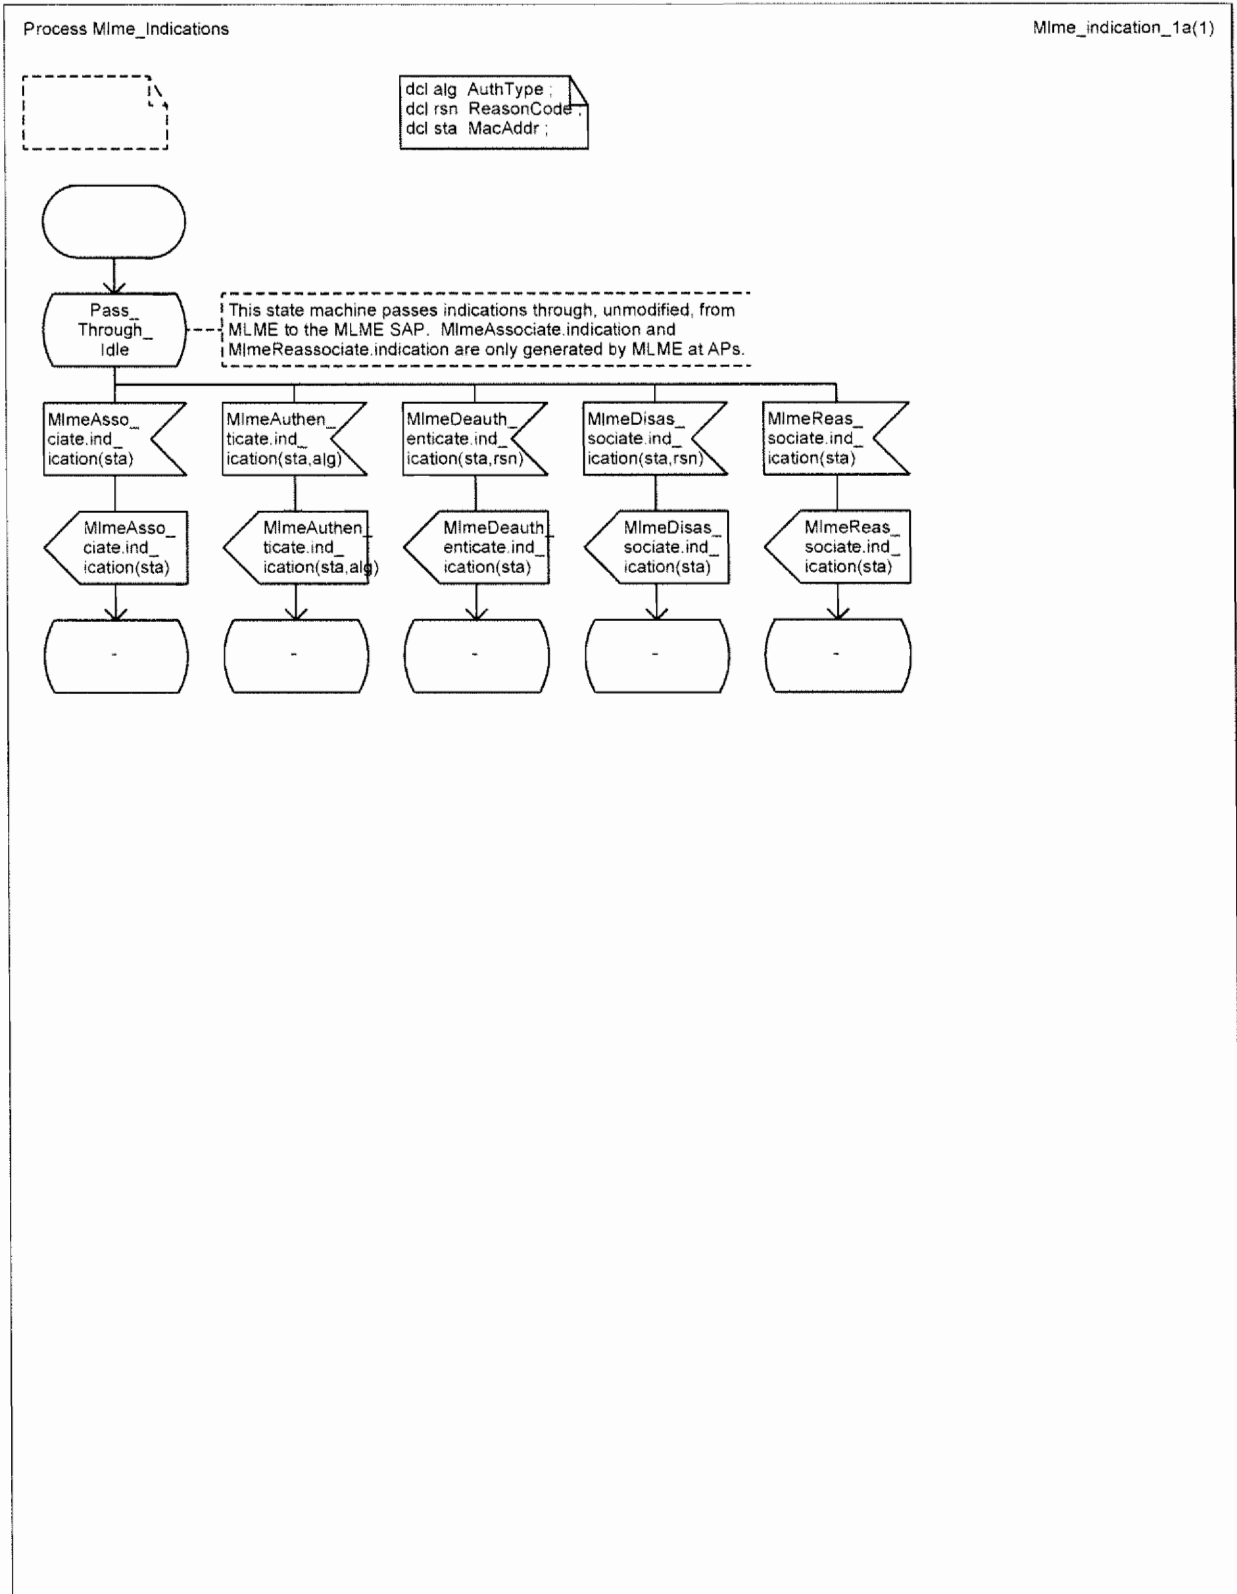 Process Mlme_Indications
Mlme_indication_1a(1)
dcl alg AuthType ;
dcl rsn ReasonCode ;
dcl sta MacAddr ;
Pass_
Through_
Idle
This state machine passes indications through, unmodified, from
MLME to the MLME SAP. MlmeAssociate.indication and
MlmeReassociate.indication are only generated by MLME at APs.
MlmeAsso_
ciate.ind_
ication(sta)
MlmeAuthen_
ticate.ind_
ication(sta,alg)
MlmeDeauth_
enticate.ind_
ication(sta,rsn)
MlmeDisas_
sociate.ind_
ication(sta,rsn)
MlmeReas_
sociate.ind_
ication(sta)
MlmeAsso_
ciate.ind_
ication(sta)
MlmeAuthen_
ticate.ind_
ication(sta,alg)
MlmeDeauth_
enticate.ind_
ication(sta)
MlmeDisas_
sociate.ind_
ication(sta)
MlmeReas_
sociate.ind_
ication(sta)
-
-
-
-
-